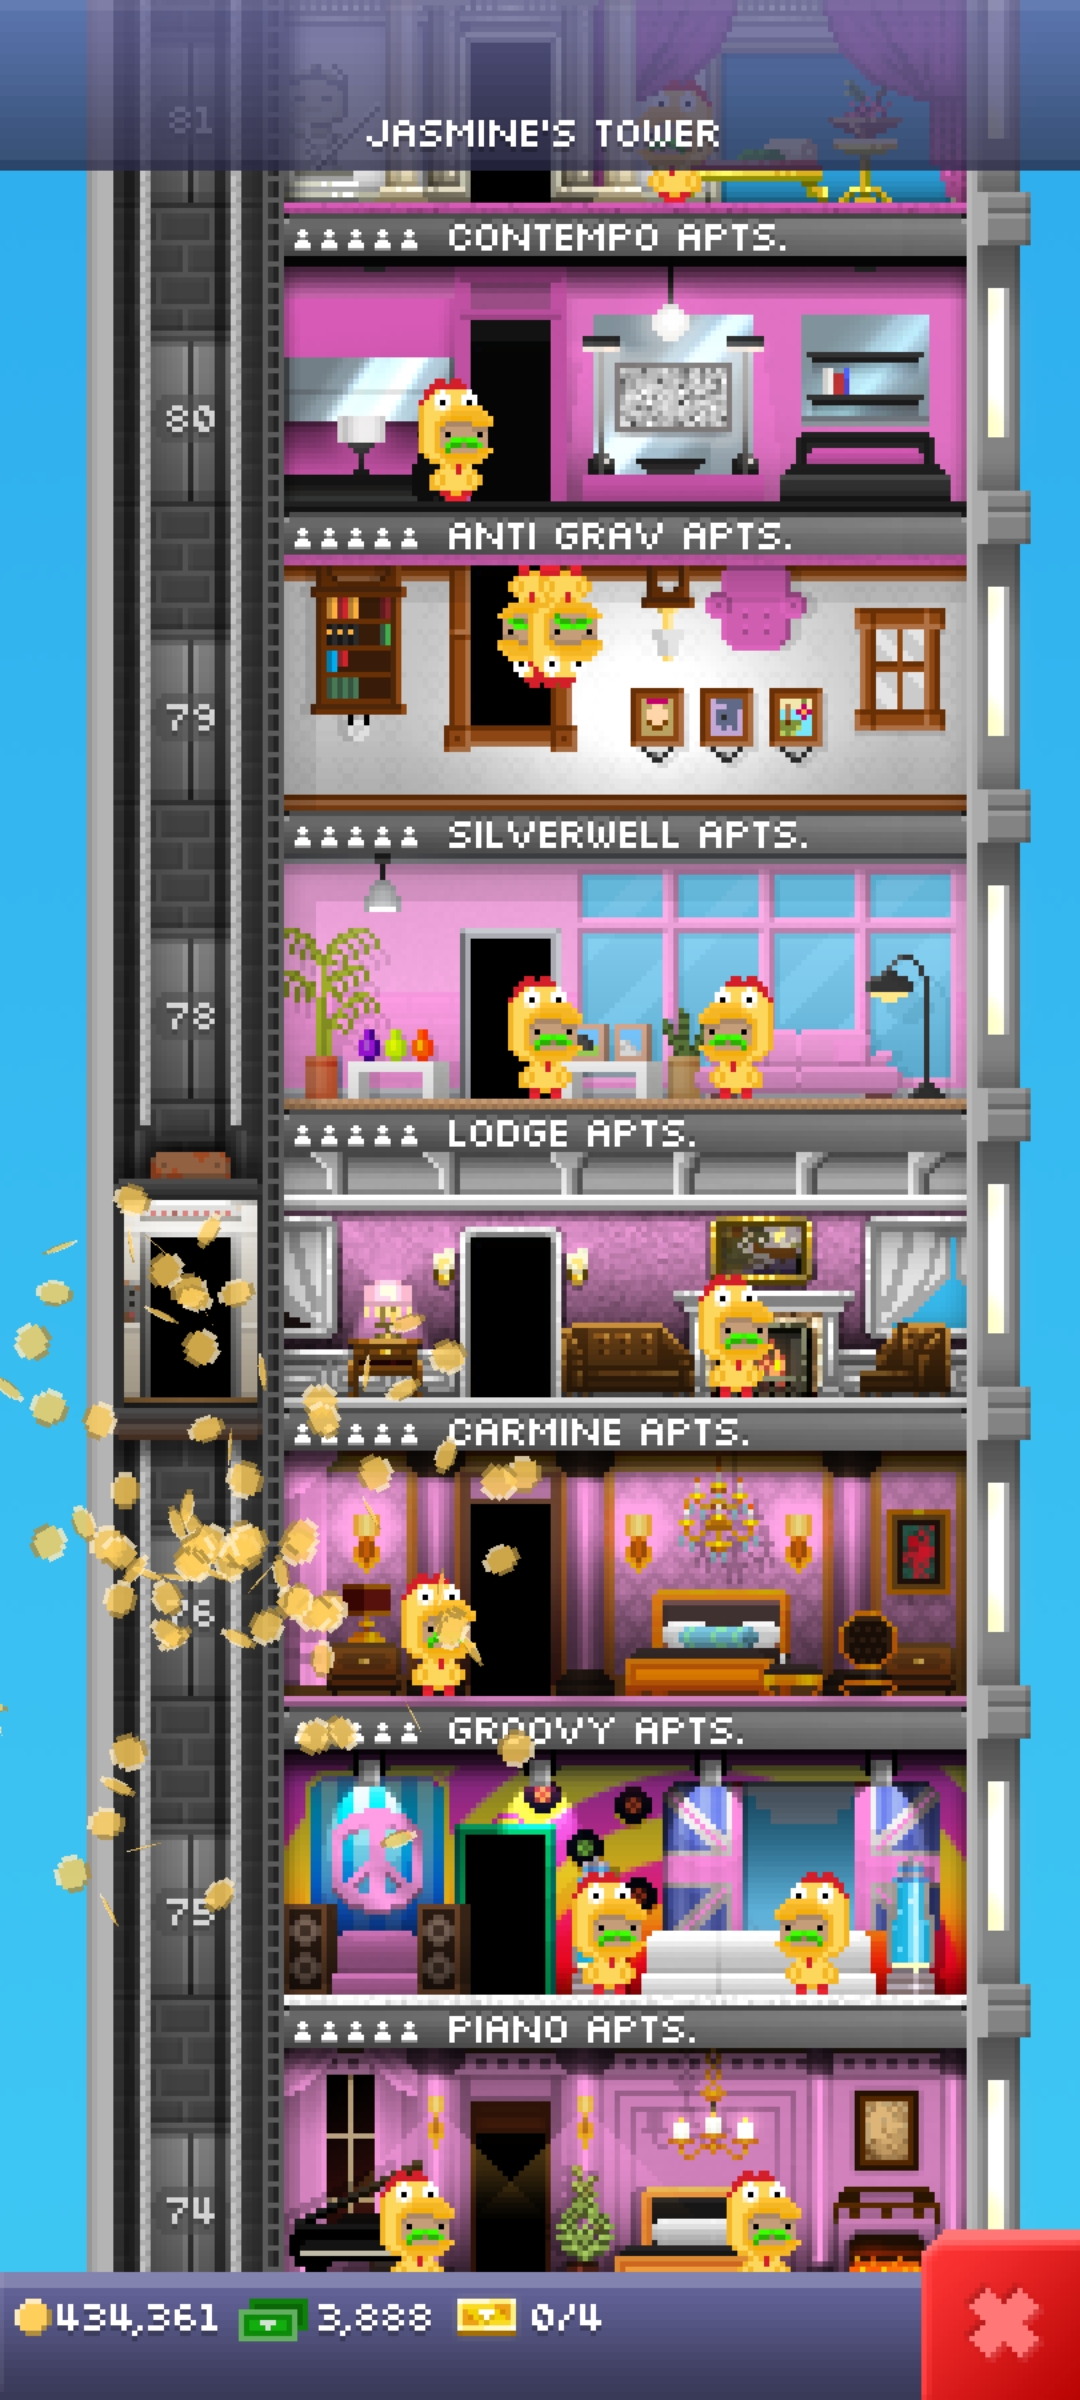 81
JASMINE'S TOWER
CONTEMPO APTS.
80
ANTI GRAV APTS.
79
SILVERWELL APTS.
78
LODGE APTS.
CARMINE APTS.
76
GROOVY APTS.
75
PIANO APTS.
74
434,361 3,888 0/4